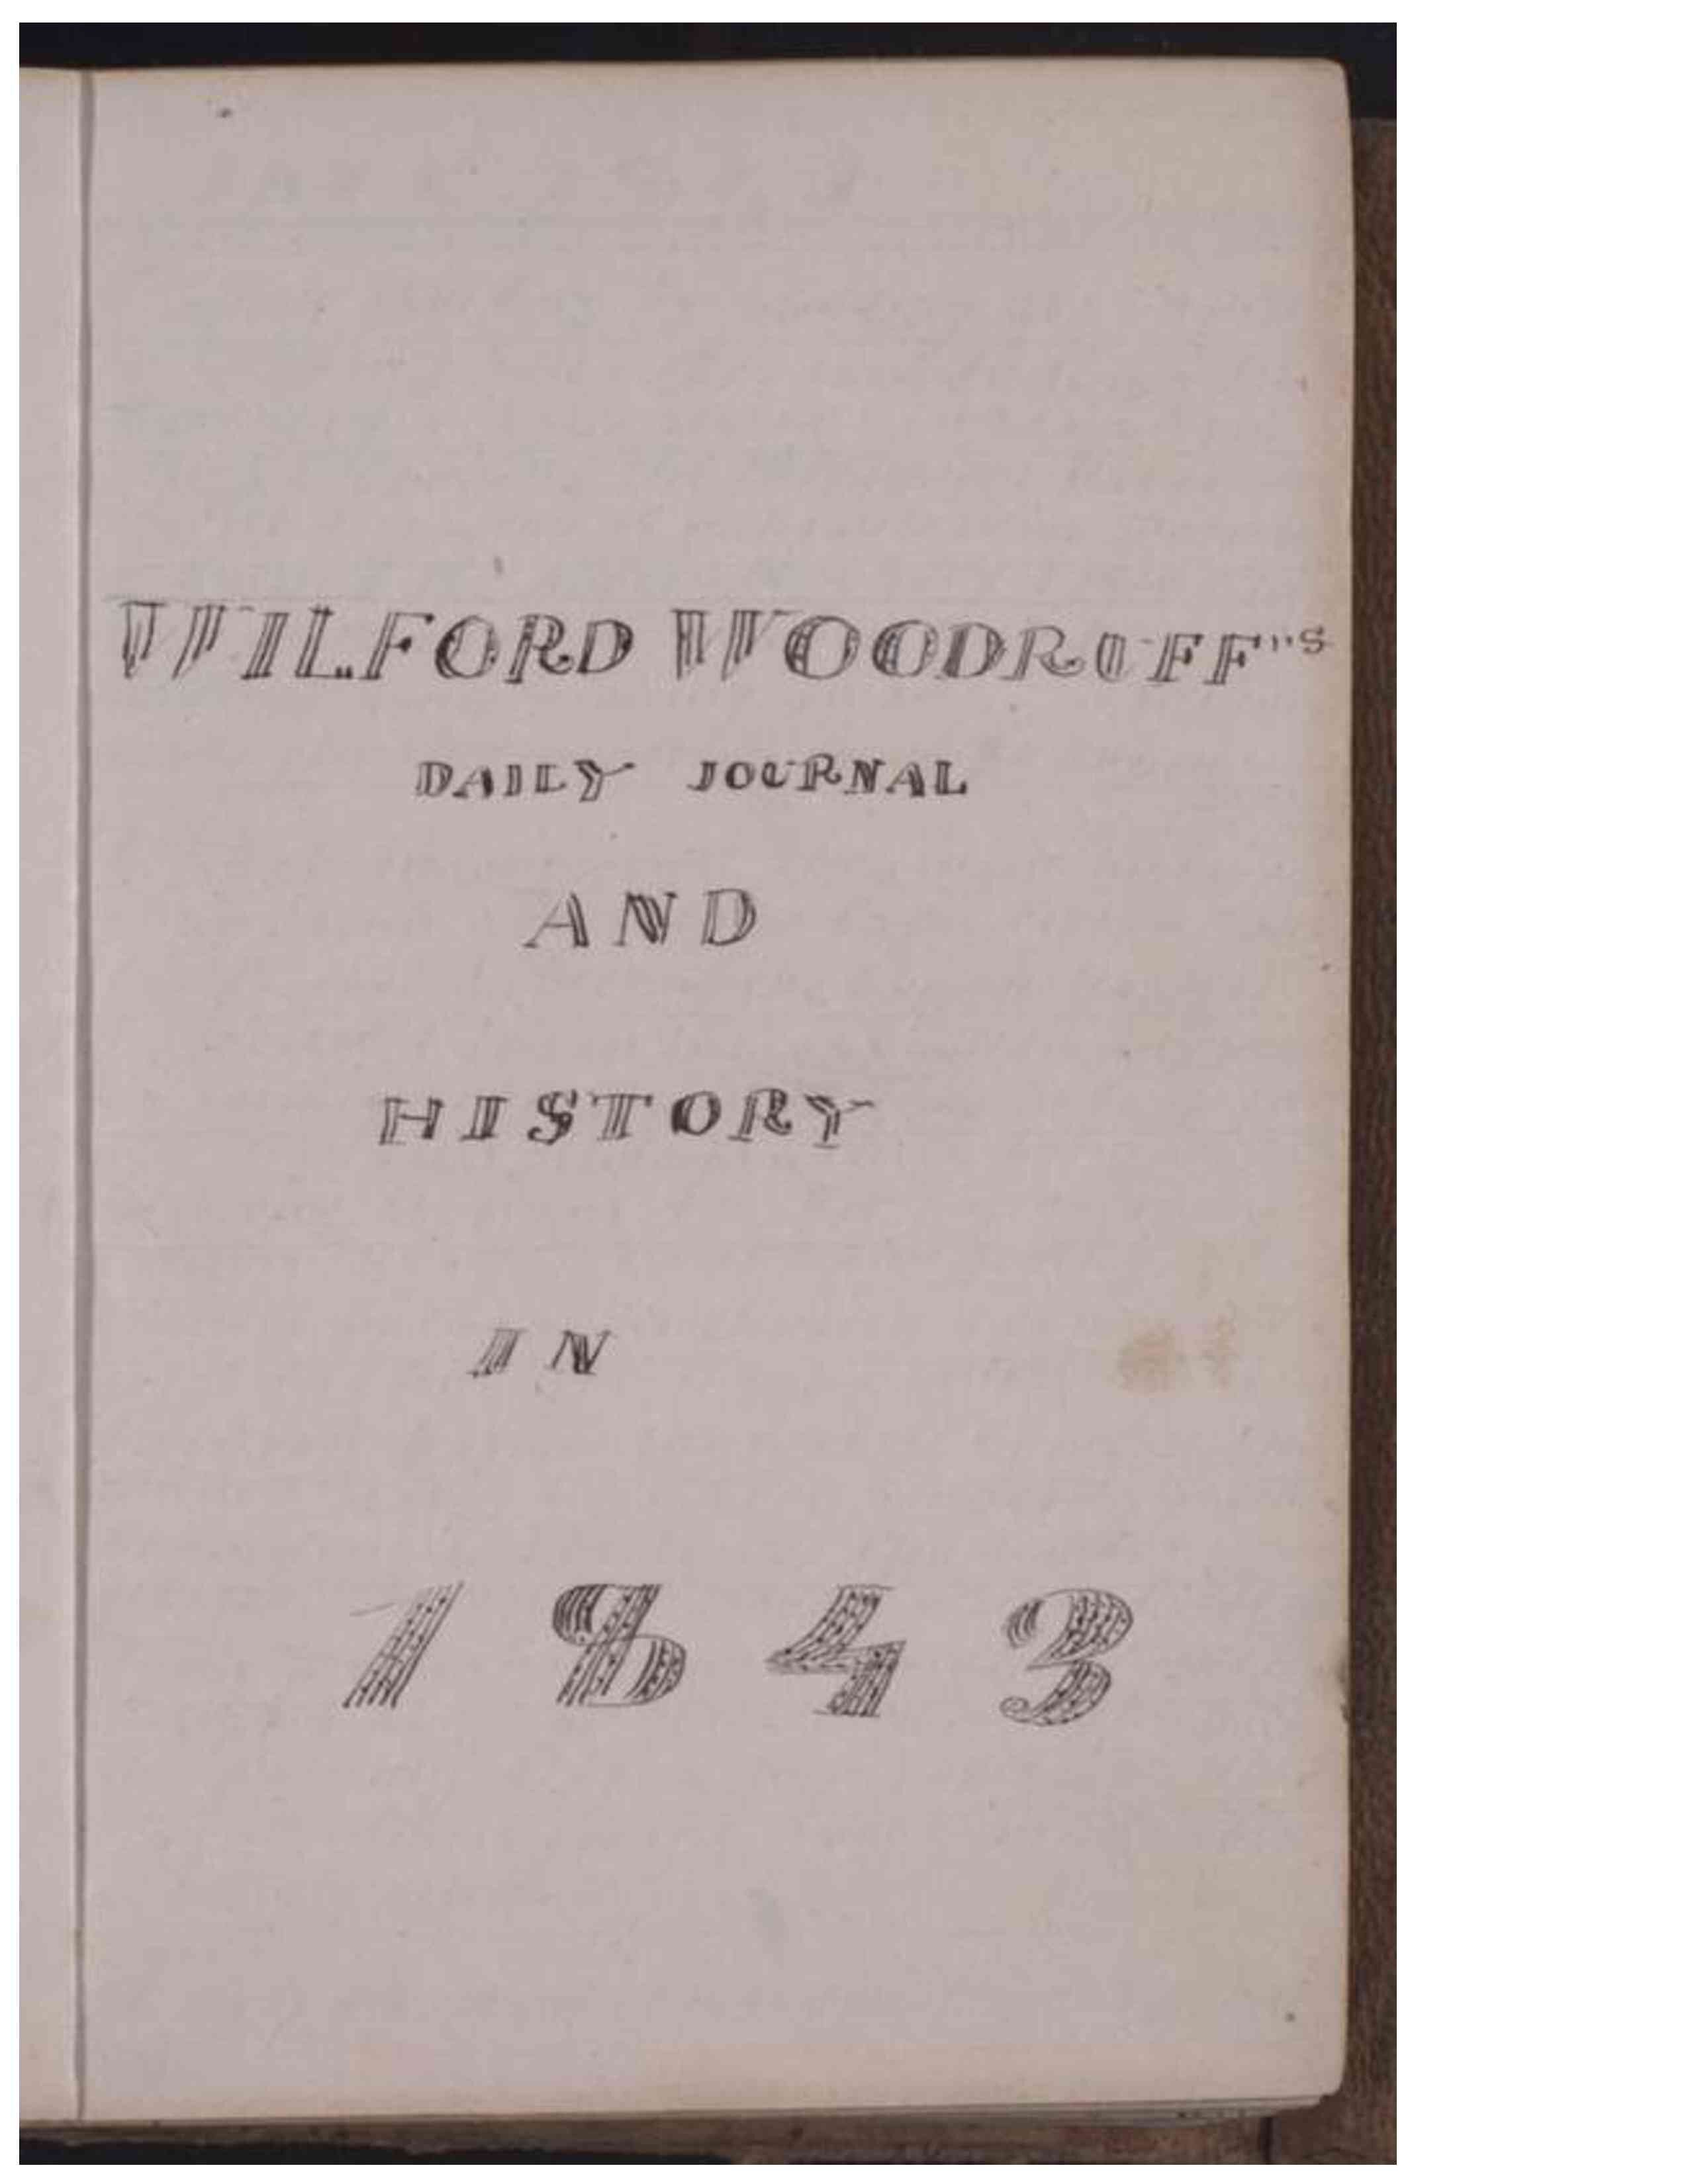 WILFORD WOODRUFF"S
DAILY JOURNAL
AND
HISTORY
IN
1843